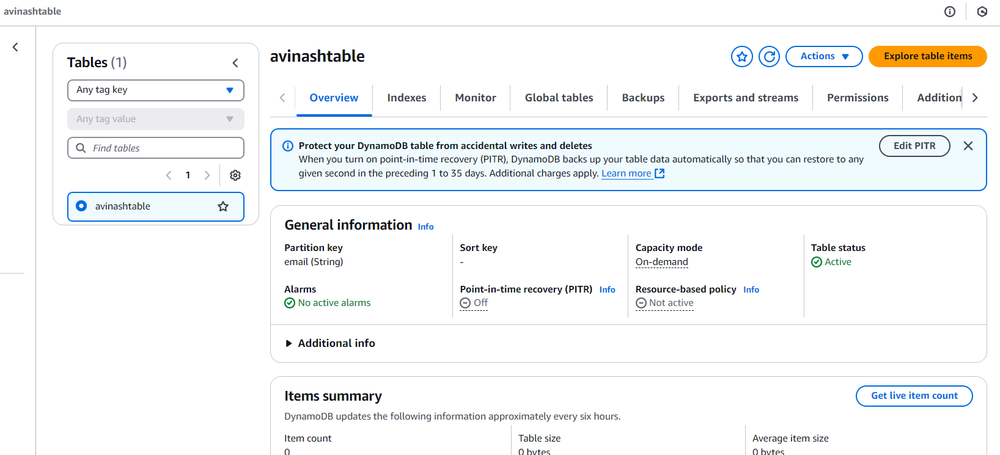 avinashtable
Tables (1)
Any tag key
Any tag value
Find tables
1
avinashtable
avinashtable
Actions
Explore table items
Overview
Indexes
Monitor
Global tables
Backups
Exports and streams
Permissions
Addition
Protect your DynamoDB table from accidental writes and deletes
When you turn on point-in-time recovery (PITR), DynamoDB backs up your table data automatically so that you can restore to any
given second in the preceding 1 to 35 days. Additional charges apply. Learn more
Edit PITR
General information Info
Partition key
email (String)
Sort key
-
Capacity mode
On-demand
Table status
Active
Alarms
No active alarms
Point-in-time recovery (PITR) Info
Off
Resource-based policy Info
Not active
Additional info
Items summary
Get live item count
DynamoDB updates the following information approximately every six hours.
Item count
0
Table size
0 bytes
Average item size
0 bytes